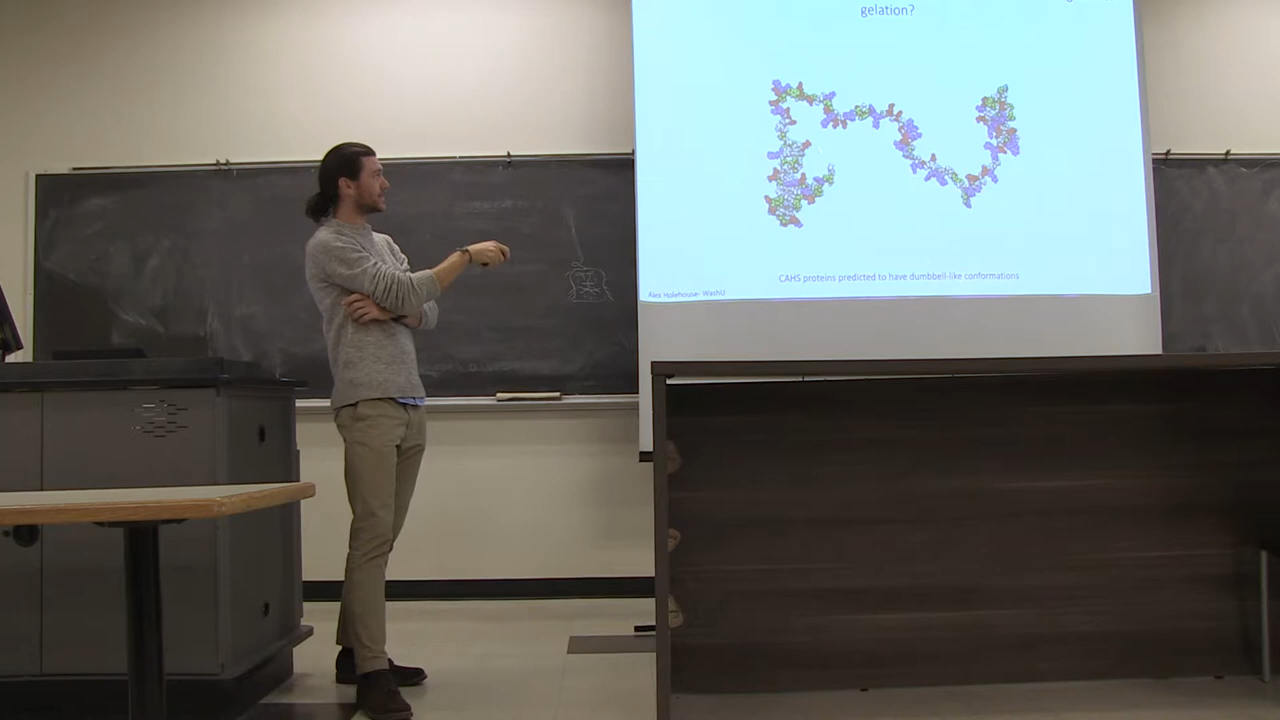 gelation?
CAHS proteins predicted to have dumbbell-like conformations
Alex Holehouse- WashU